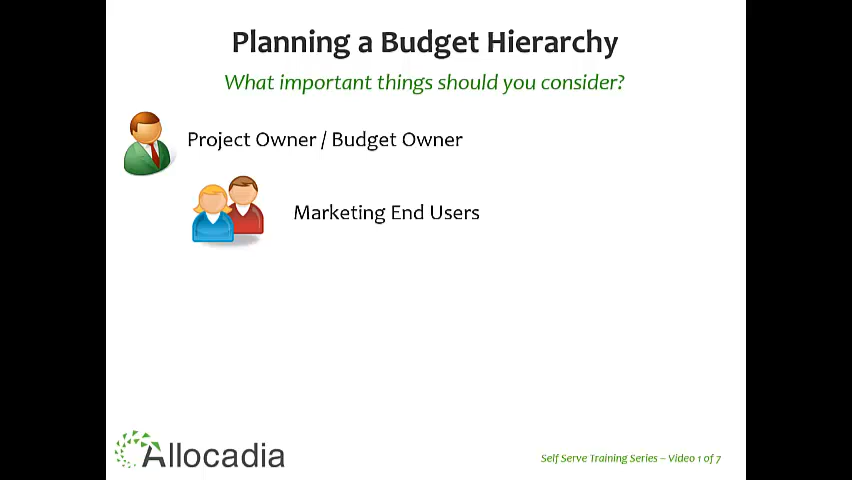 Planning a Budget Hierarchy
What important things should you consider?
Project Owner / Budget Owner
Marketing End Users
Allocadia
Self Serve Training Series – Video 1 of 7